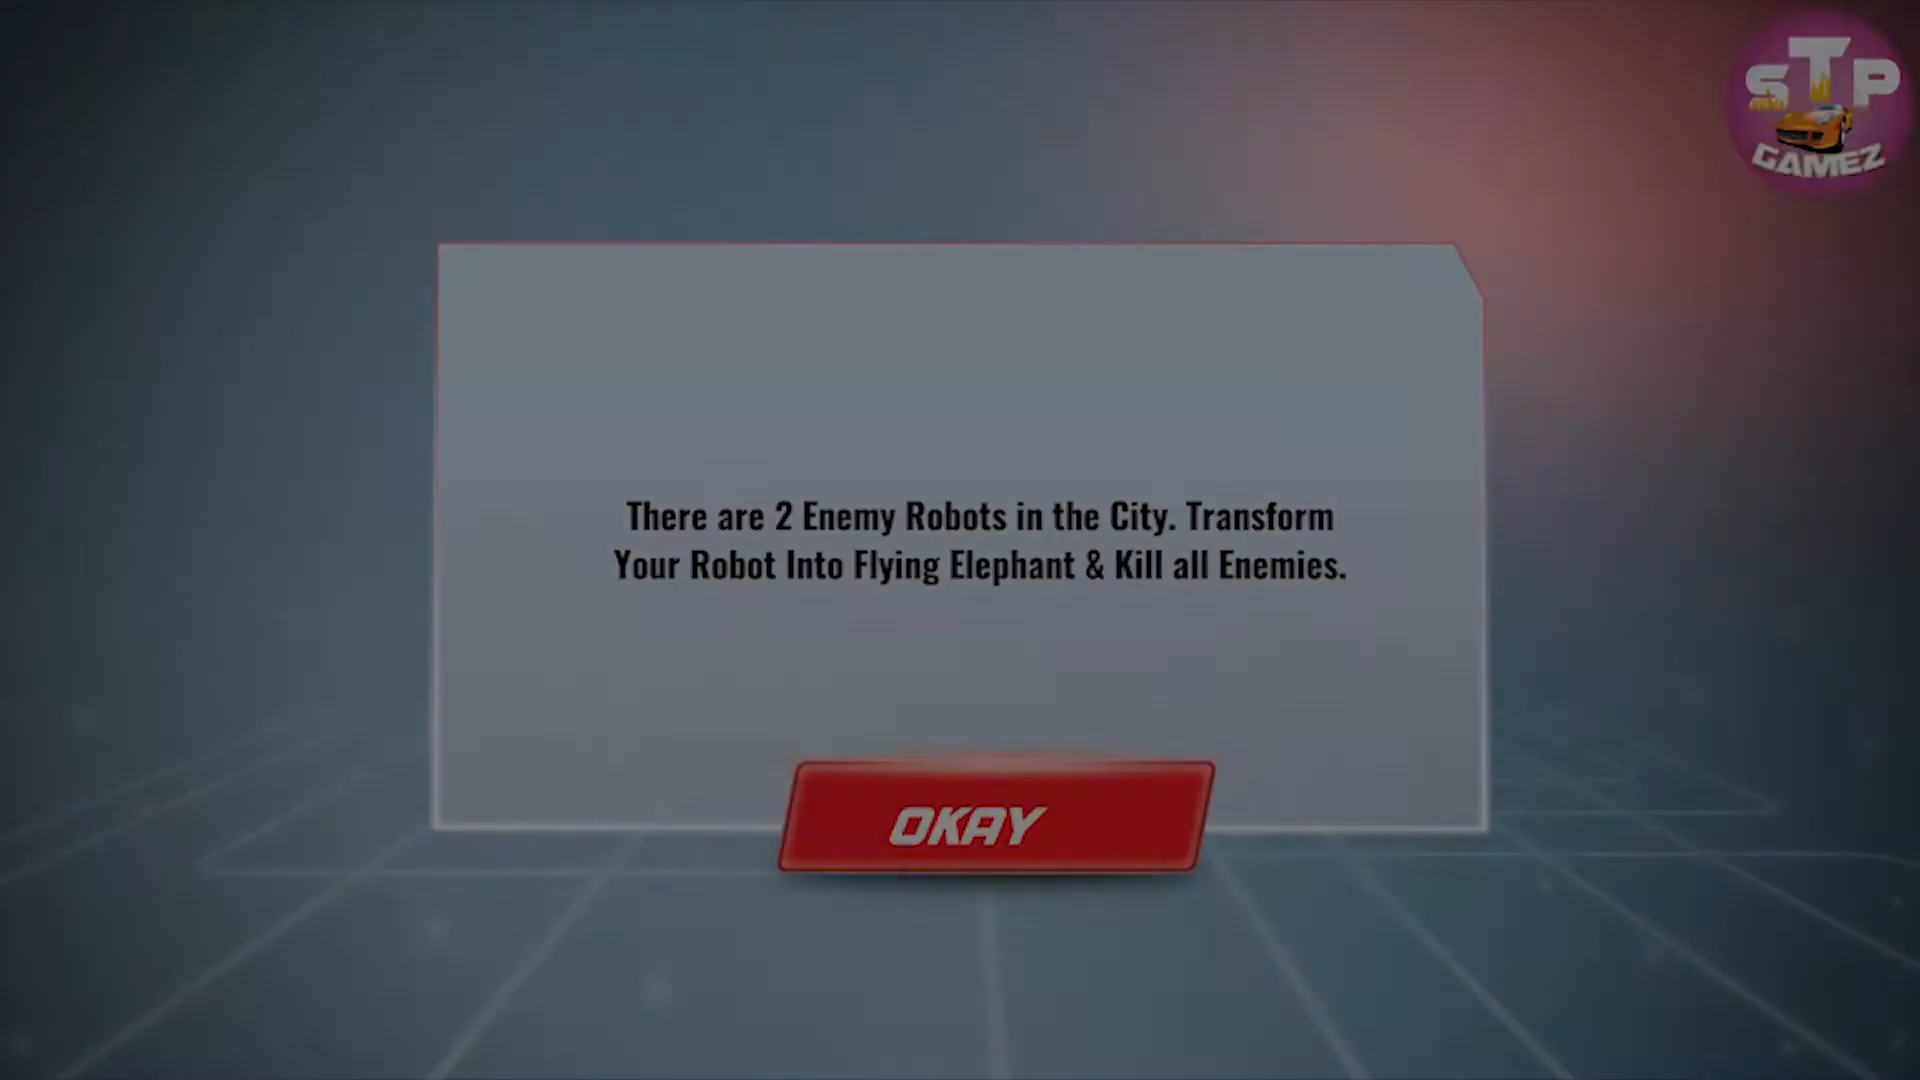 STP
GAMEZ
There are 2 Enemy Robots in the City. Transform
Your Robot Into Flying Elephant & Kill all Enemies.
OKAY